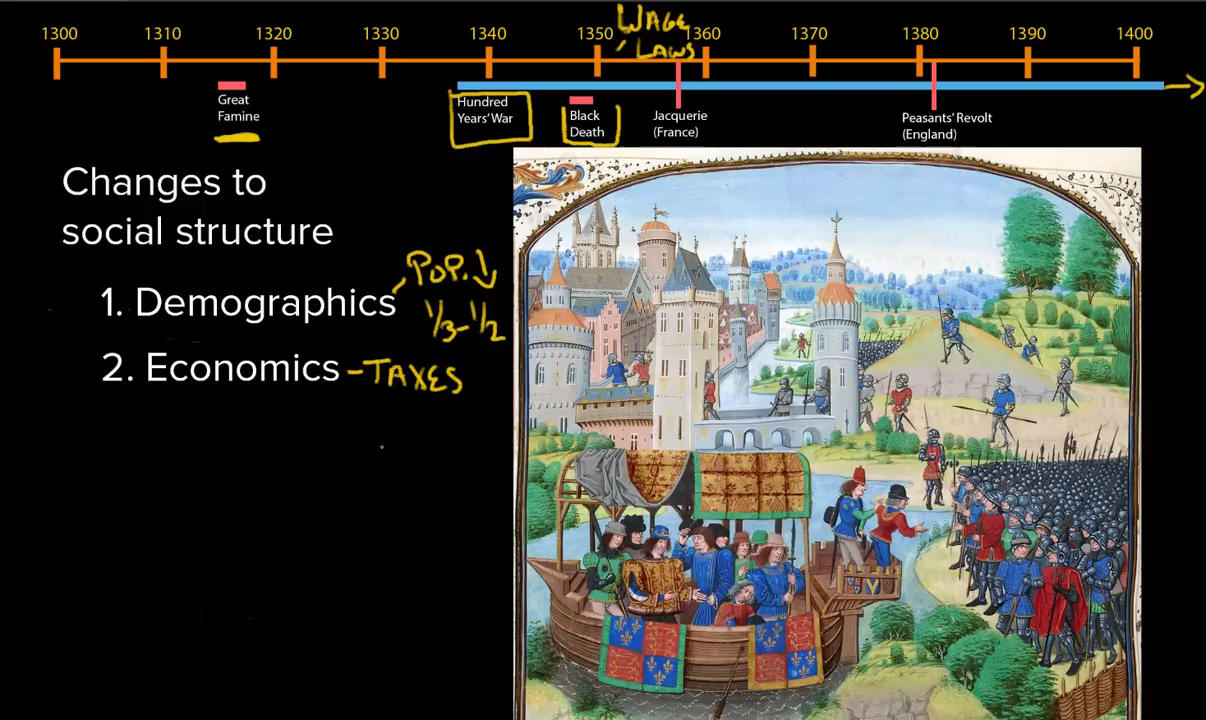 WAGE
LAWS
1300 1310 1320 1330 1340 1350 1360 1370 1380 1390 1400
Great
Famine
Hundred
Years' War
Black
Death
Jacquerie
(France)
Peasants' Revolt
(England)
Changes to
social structure
1. Demographics
POP. ↓
1/3-1/2
2. Economics -TAXES